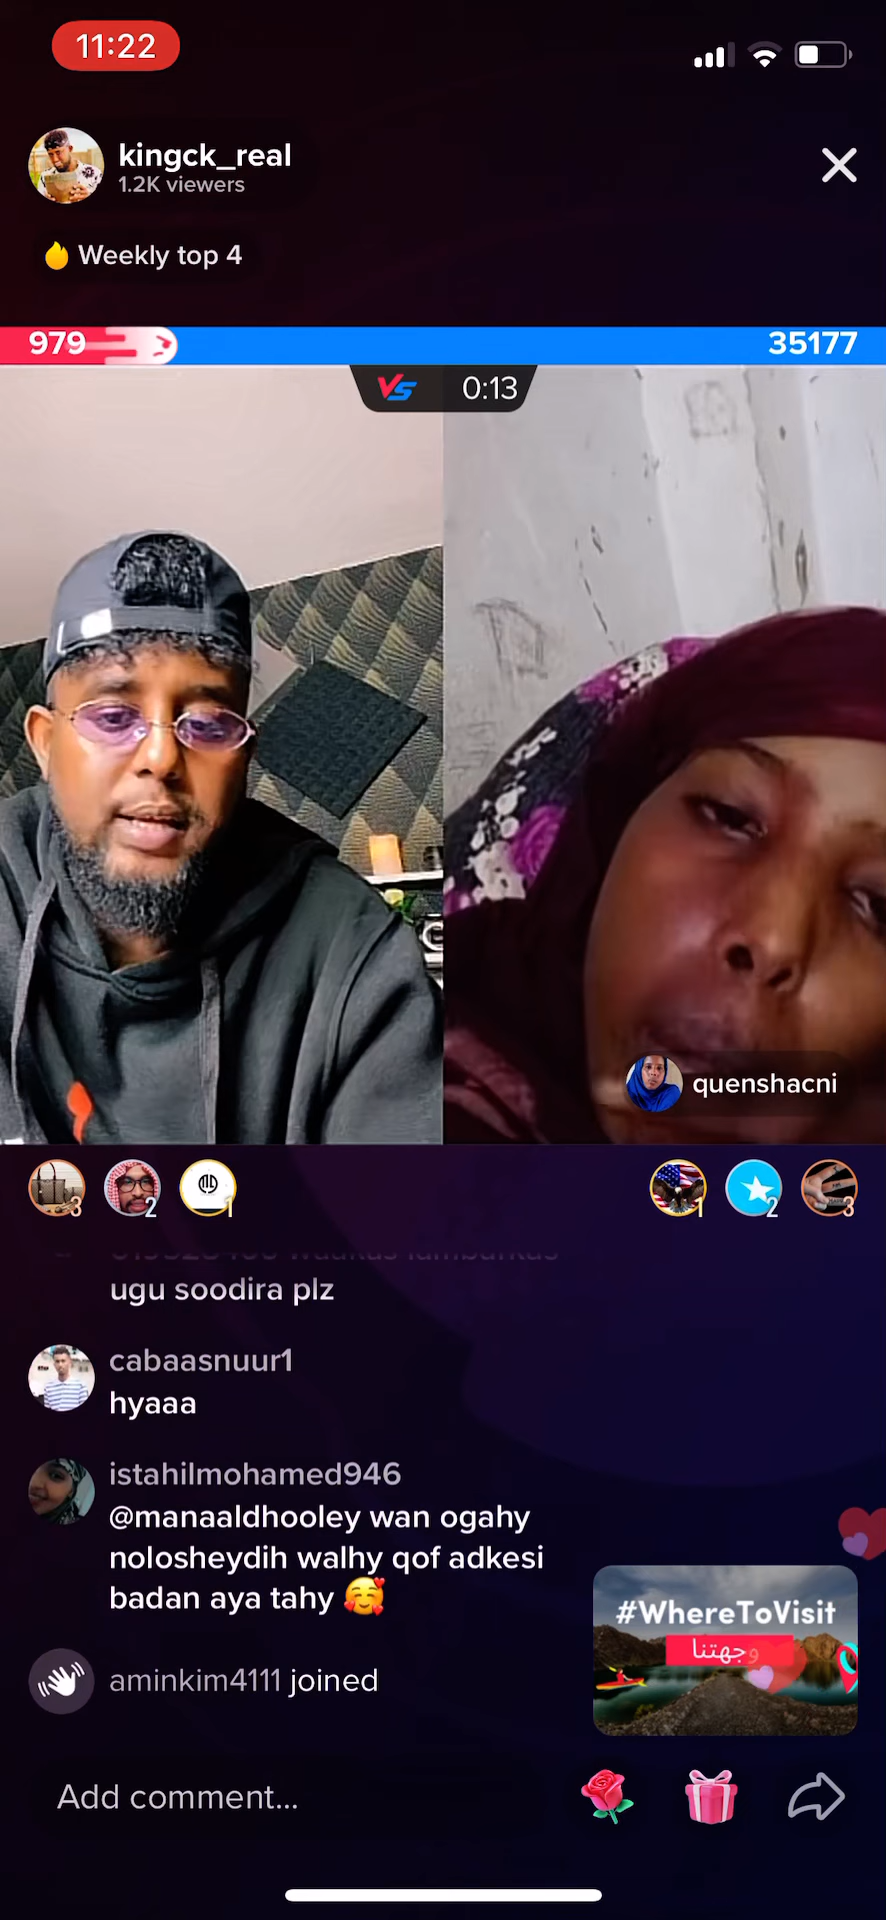 11:22
kingck_real
1.2K viewers
Weekly top 4
979
35177
VS 0:13
quenshacni
3
2
1
1
2
3
ugu soodira plz
cabaasnuur1
hyaaa
istahilmohamed946
@manaaldhooley wan ogahy
nolosheydih walhy qof adkesi
badan aya tahy 🥰
#WhereToVisit
وجهتنا
aminkim4111 joined
Add comment...